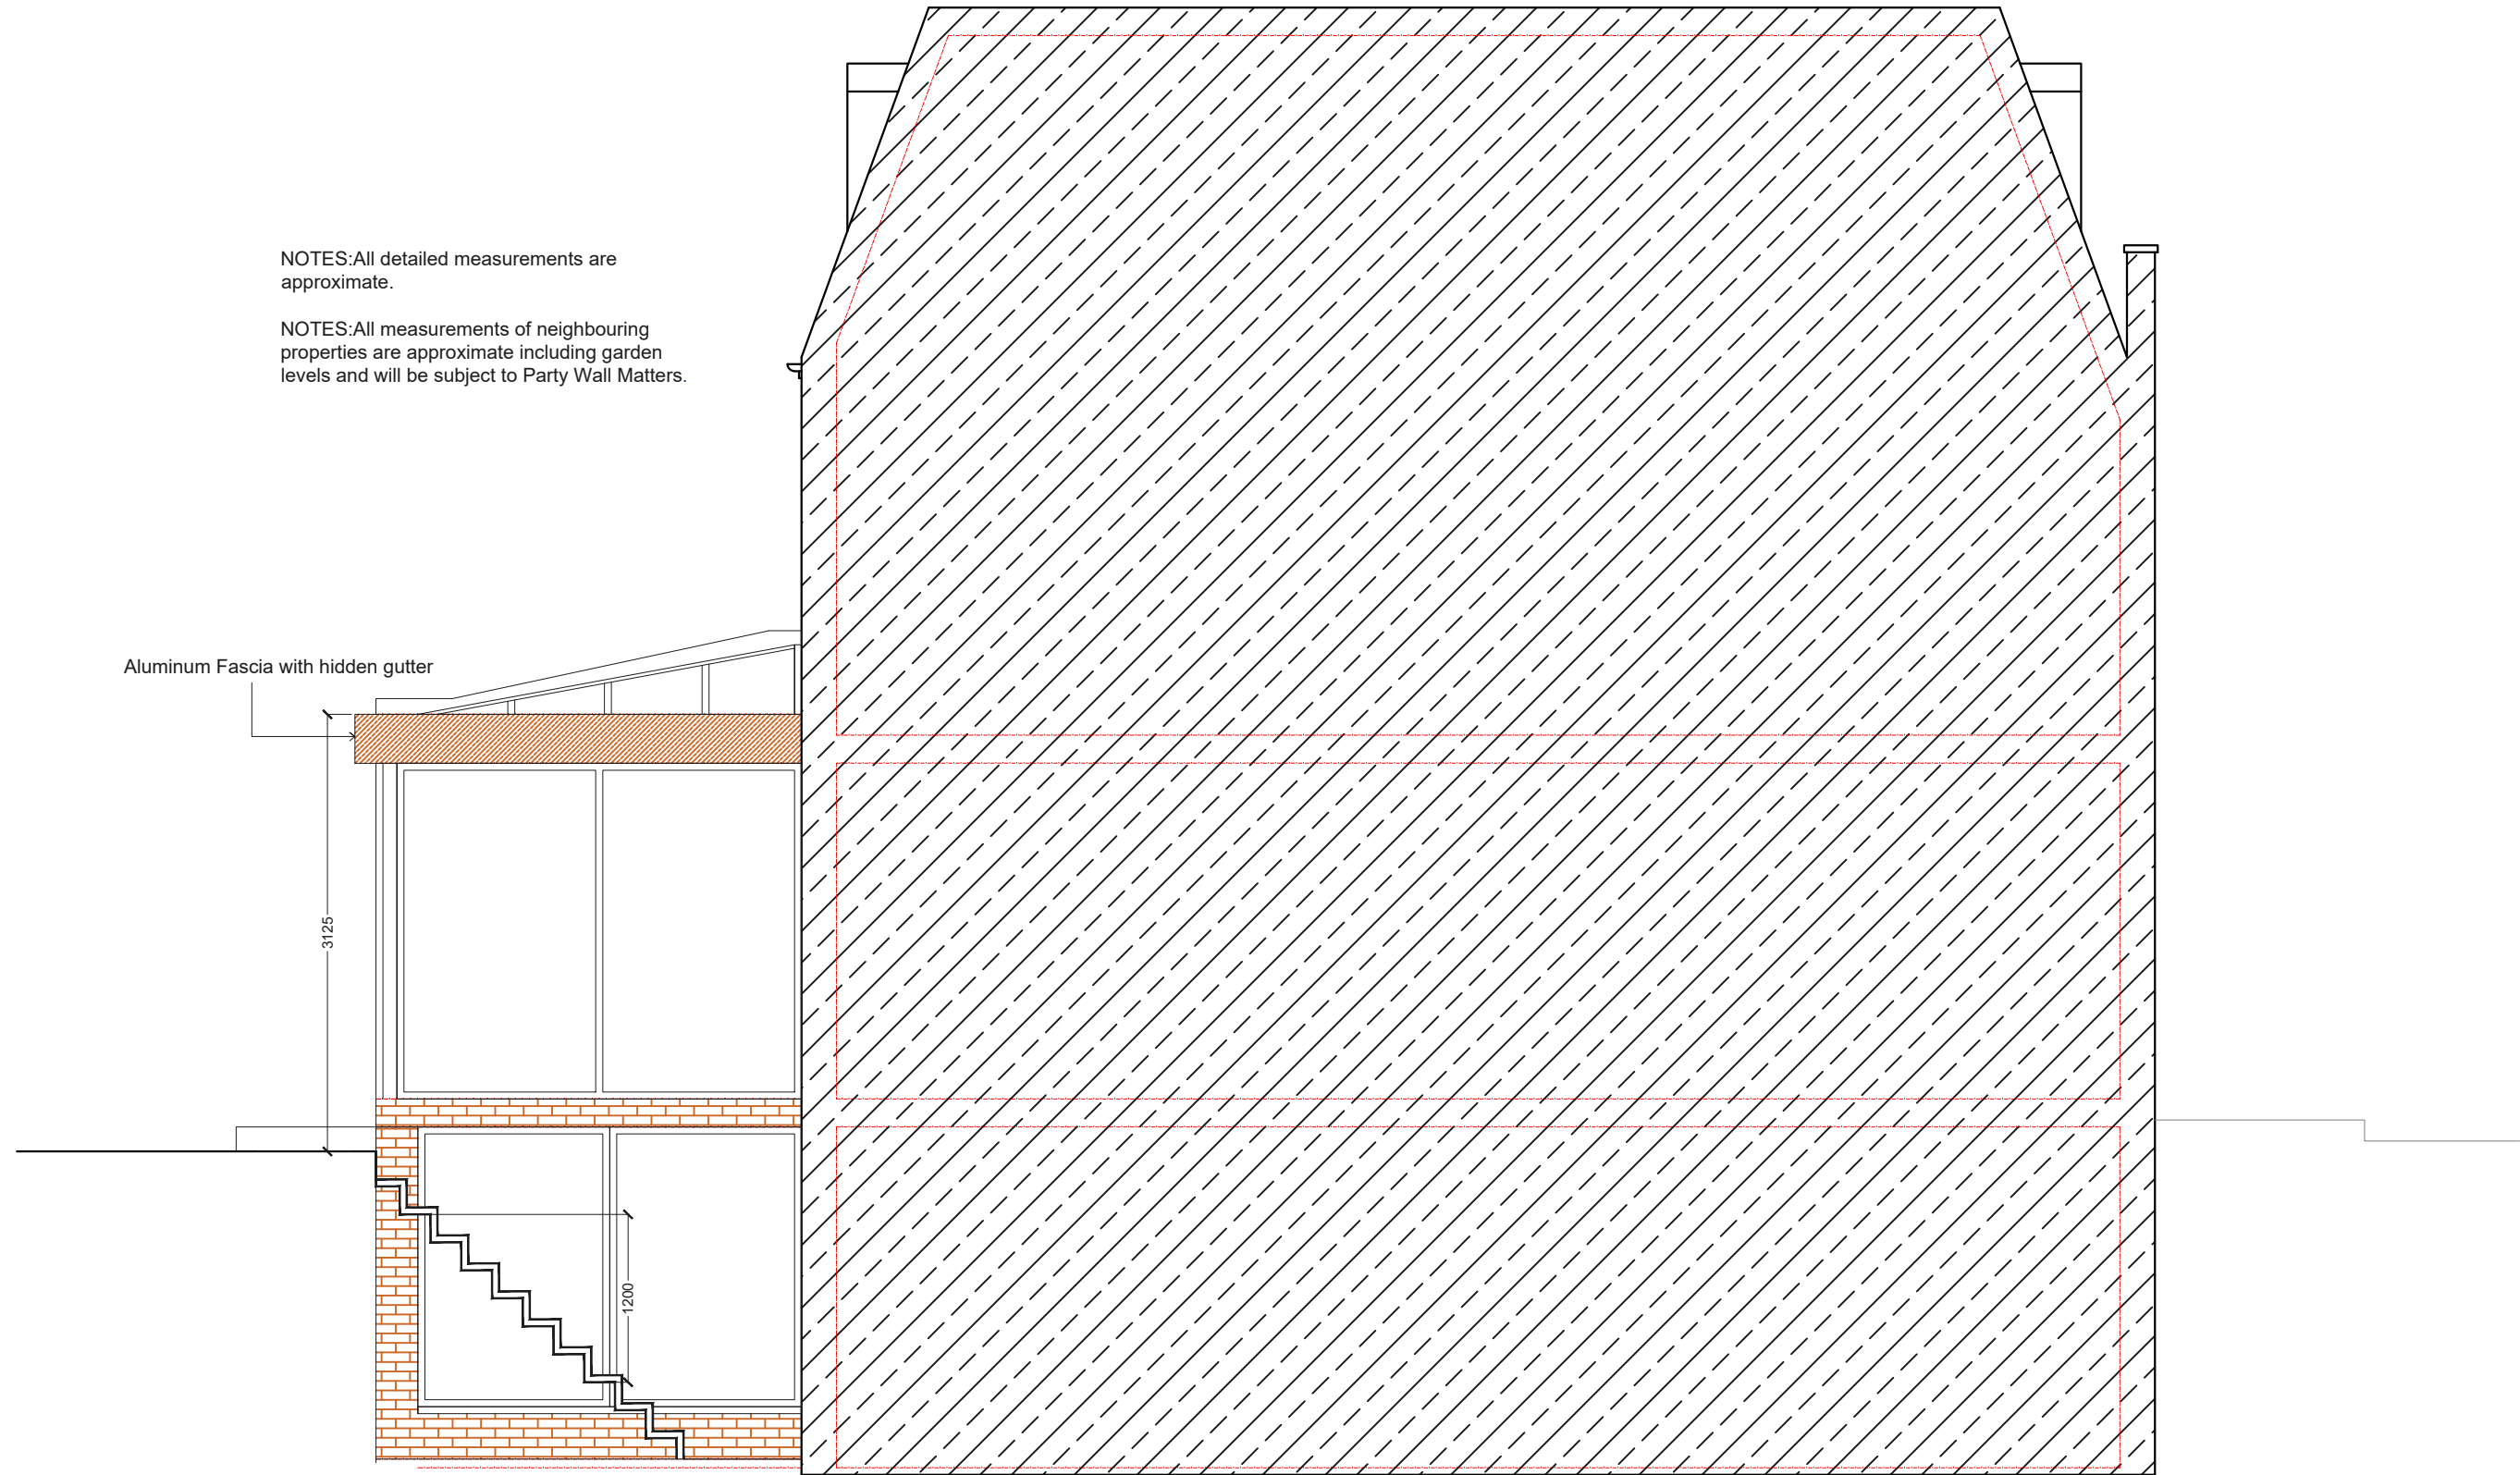 NOTES:All detailed measurements are
approximate.
NOTES:All measurements of neighbouring
properties are approximate including garden
levels and will be subject to Party Wall Matters.
Aluminum Fascia with hidden gutter
3125
1200